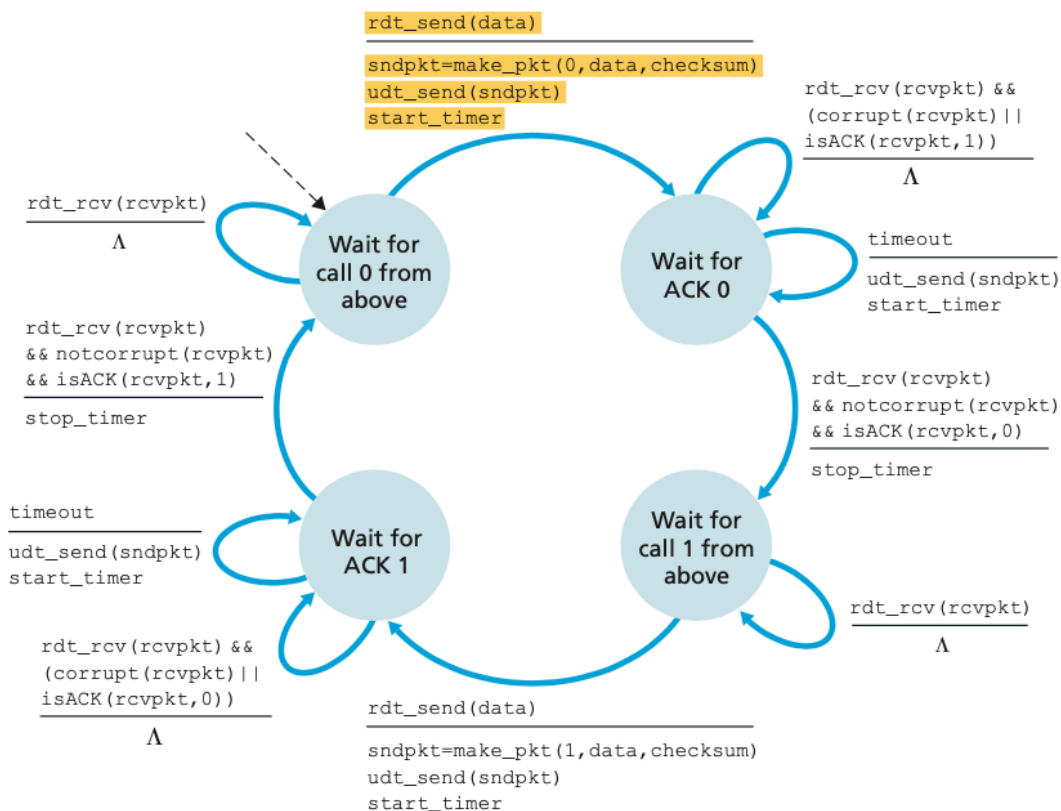 rdt_send(data)
sndpkt=make_pkt(0,data,checksum)
udt_send(sndpkt)
start_timer
rdt_rcv(rcvpkt) &&
(corrupt(rcvpkt)||
isACK(rcvpkt,1))
Λ
rdt_rcv(rcvpkt)
Λ
Wait for
call 0 from
above
Wait for
ACK 0
timeout
udt_send(sndpkt)
start_timer
rdt_rcv(rcvpkt)
&& notcorrupt(rcvpkt)
&& isACK(rcvpkt,1)
stop_timer
rdt_rcv(rcvpkt)
&& notcorrupt(rcvpkt)
&& isACK(rcvpkt,0)
stop_timer
timeout
udt_send(sndpkt)
start_timer
Wait for
ACK 1
Wait for
call 1 from
above
rdt_rcv(rcvpkt)
Λ
rdt_rcv(rcvpkt) &&
(corrupt(rcvpkt)||
isACK(rcvpkt,0))
Λ
rdt_send(data)
sndpkt=make_pkt(1,data,checksum)
udt_send(sndpkt)
start_timer